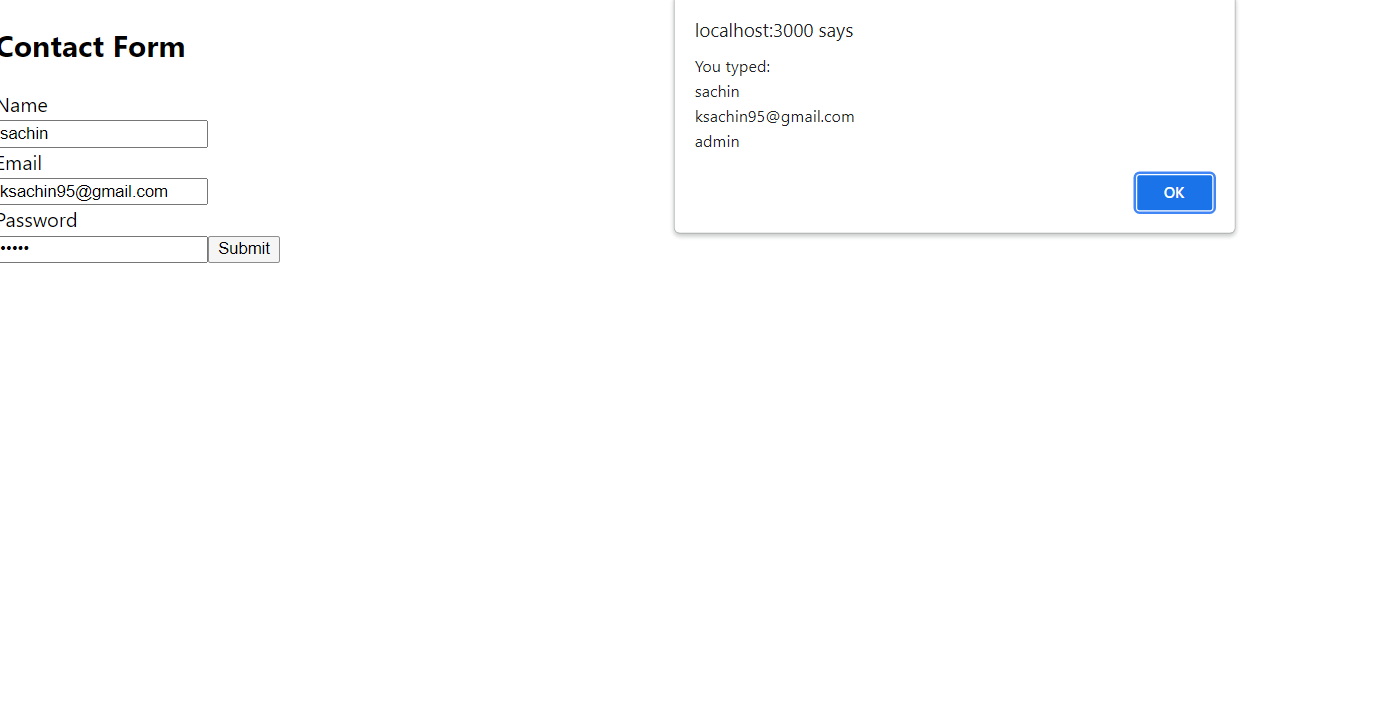 Contact Form
Name
sachin
Email
ksachin95@gmail.com
Password
•••••
Submit
localhost:3000 says
You typed:
sachin
ksachin95@gmail.com
admin
OK